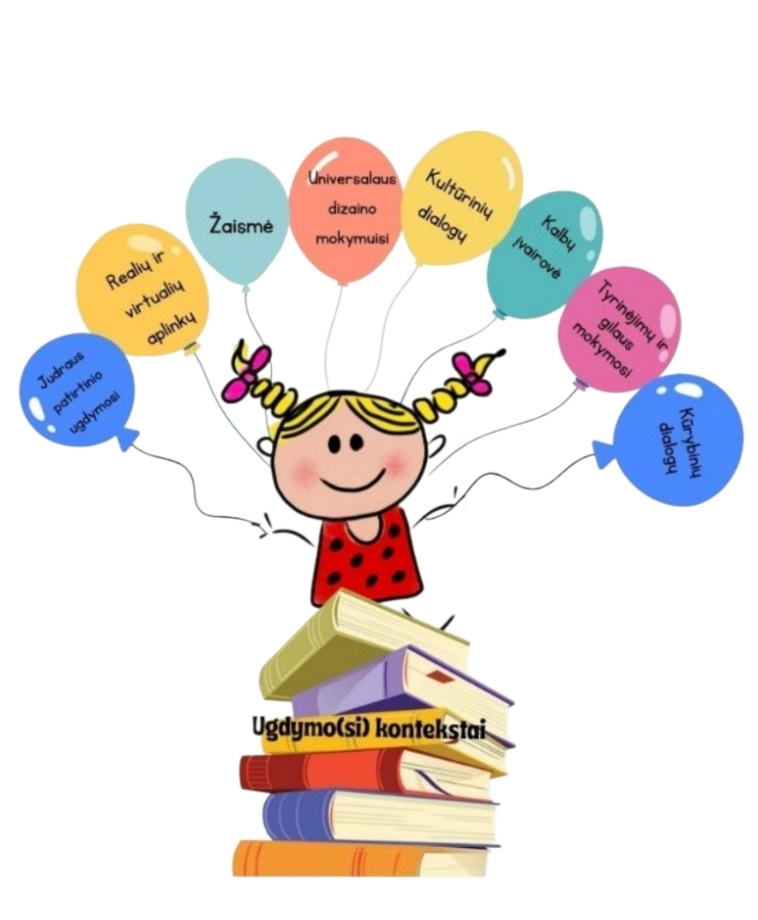 Judraus
patirtinio
ugdymosi
Realių ir
virtualių
aplinkų
Žaismė
Universalaus
dizaino
mokymuisi
Kultūrinių
dialogų
Kalbų
įvairovė
Tyrinėjimų ir
gilaus
mokymosi
Kūrybinių
dialogų
Ugdymo(si) kontekstai